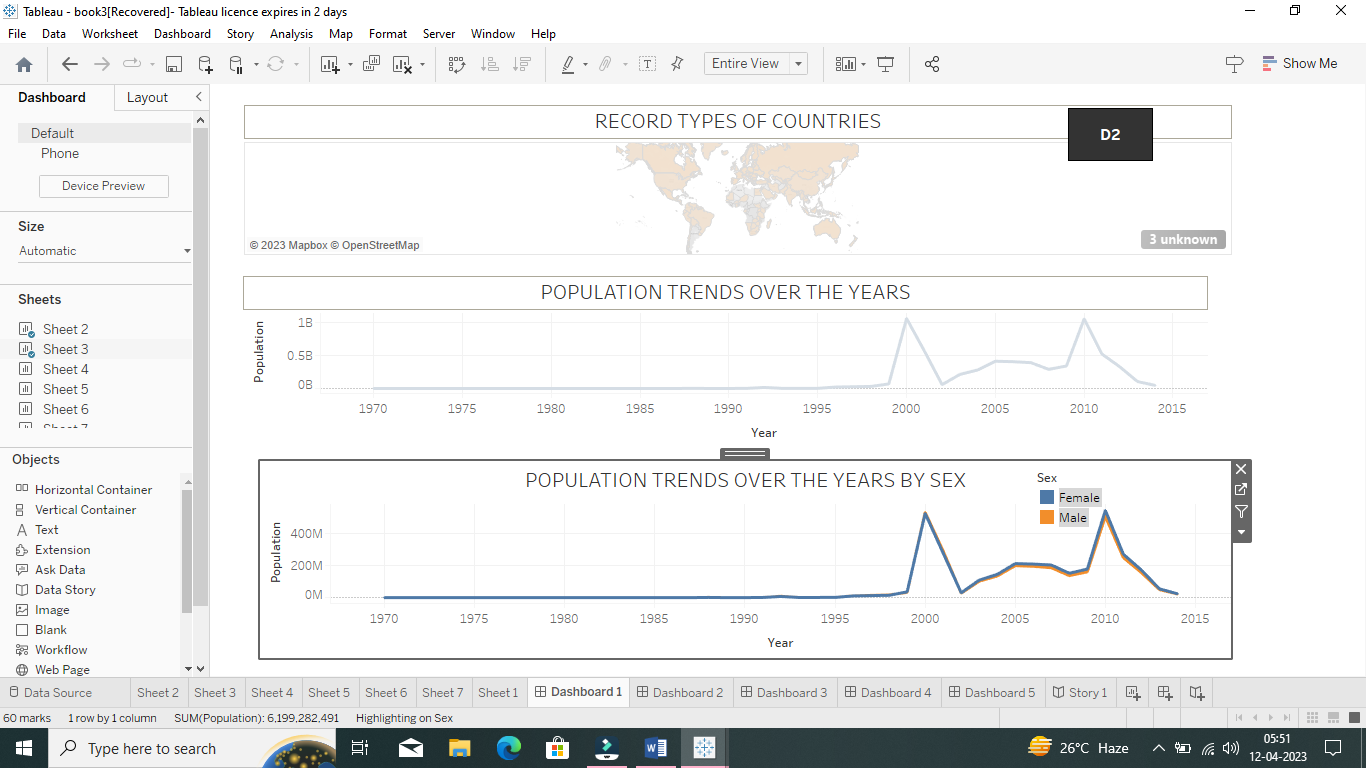 Tableau - book3[Recovered]- Tableau licence expires in 2 days
File Data Worksheet Dashboard Story Analysis Map Format Server Window Help
Entire View
Show Me
Dashboard Layout
Default
Phone
Device Preview
Size
Automatic
Sheets
Sheet 2
Sheet 3
Sheet 4
Sheet 5
Sheet 6
Objects
Horizontal Container
Vertical Container
Text
Extension
Ask Data
Data Story
Image
Blank
Workflow
Web Page
RECORD TYPES OF COUNTRIES
D2
© 2023 Mapbox © OpenStreetMap
3 unknown
POPULATION TRENDS OVER THE YEARS
Population
1B
0.5B
0B
1970 1975 1980 1985 1990 1995 2000 2005 2010 2015
Year
POPULATION TRENDS OVER THE YEARS BY SEX
Sex
Female
Male
Population
400M
200M
0M
1970 1975 1980 1985 1990 1995 2000 2005 2010 2015
Year
Data Source Sheet 2 Sheet 3 Sheet 4 Sheet 5 Sheet 6 Sheet 7 Sheet 1 Dashboard 1 Dashboard 2 Dashboard 3 Dashboard 4 Dashboard 5 Story 1
60 marks 1 row by 1 column SUM(Population): 6,199,282,491 Highlighting on Sex
Type here to search
26°C Haze
05:51
12-04-2023